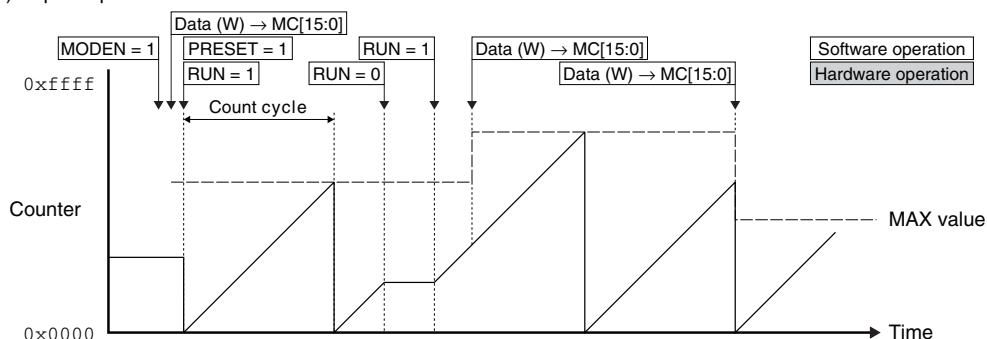 Data (W) → MC[15:0]
MODEN = 1
PRESET = 1
RUN = 1
Data (W) → MC[15:0]
Software operation
RUN = 1
RUN = 0
Data (W) → MC[15:0]
Hardware operation
0xffff
Count cycle
Counter
MAX value
0x0000
Time